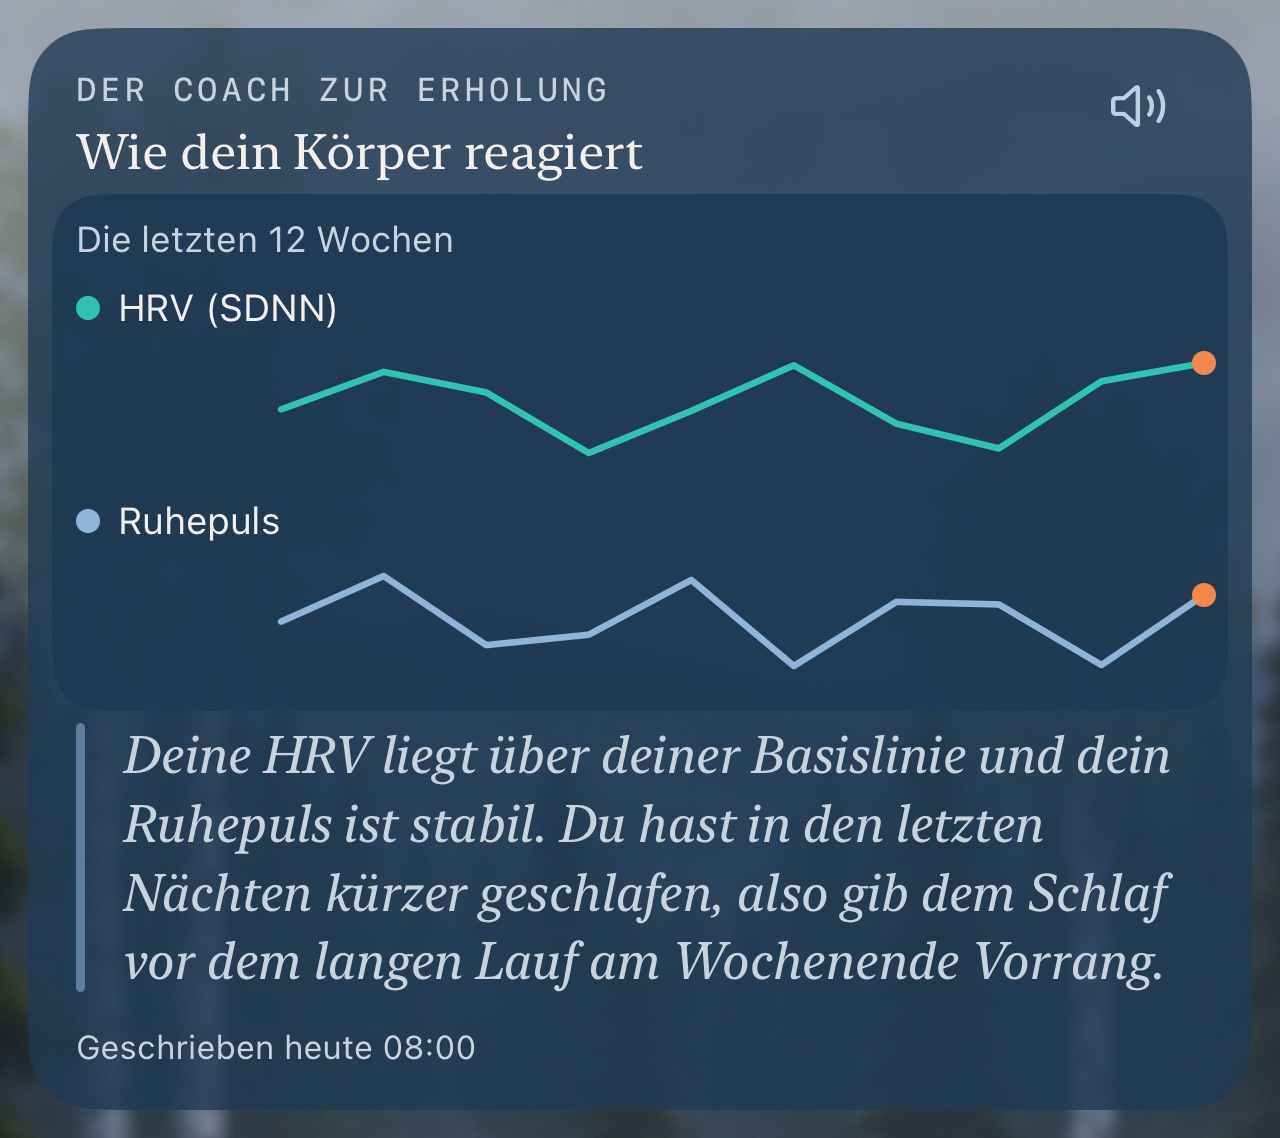 DER COACH ZUR ERHOLUNG
Wie dein Körper reagiert
Die letzten 12 Wochen
HRV (SDNN)
Ruhepuls
Deine HRV liegt über deiner Basislinie und dein
Ruhepuls ist stabil. Du hast in den letzten
Nächten kürzer geschlafen, also gib dem Schlaf
vor dem langen Lauf am Wochenende Vorrang.
Geschrieben heute 08:00